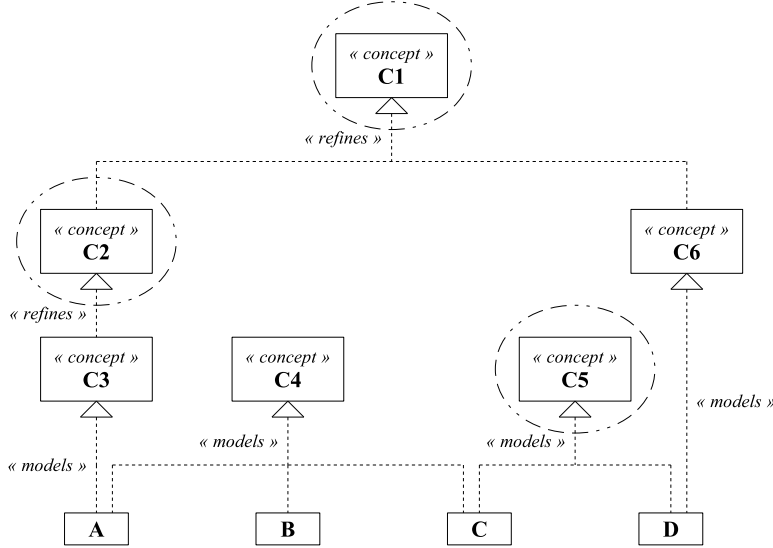 « concept »
C1
« refines »
« concept »
C2
« concept »
C6
« refines »
« concept »
C3
« concept »
C4
« concept »
C5
« models »
« models »
« models »
« models »
A
B
C
D